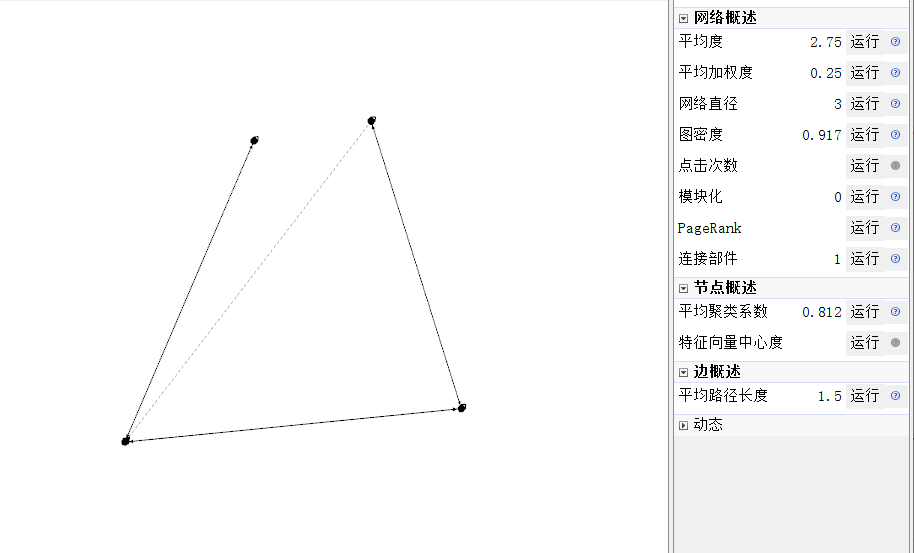 网络概述
平均度 2.75 运行
平均加权度 0.25 运行
网络直径 3 运行
图密度 0.917 运行
点击次数 运行
模块化 0 运行
PageRank 运行
连接部件 1 运行
节点概述
平均聚类系数 0.812 运行
特征向量中心度 运行
边概述
平均路径长度 1.5 运行
动态